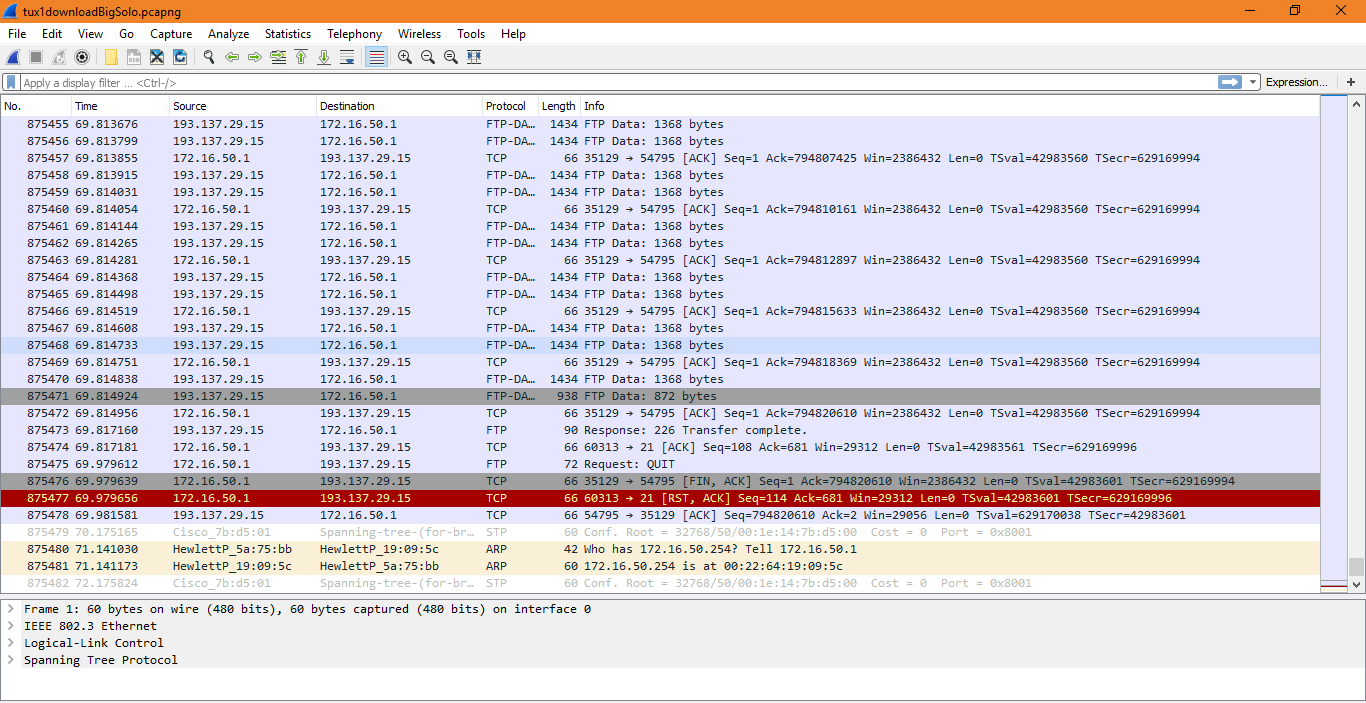 tux1downloadBigSolo.pcapng
File Edit View Go Capture Analyze Statistics Telephony Wireless Tools Help
Apply a display filter ... <Ctrl-/> Expression... +
No. Time Source Destination Protocol Length Info
875455 69.813676 193.137.29.15 172.16.50.1 FTP-DA… 1434 FTP Data: 1368 bytes
875456 69.813799 193.137.29.15 172.16.50.1 FTP-DA… 1434 FTP Data: 1368 bytes
875457 69.813855 172.16.50.1 193.137.29.15 TCP 66 35129 → 54795 [ACK] Seq=1 Ack=794807425 Win=2386432 Len=0 TSval=42983560 TSecr=629169994
875458 69.813915 193.137.29.15 172.16.50.1 FTP-DA… 1434 FTP Data: 1368 bytes
875459 69.814031 193.137.29.15 172.16.50.1 FTP-DA… 1434 FTP Data: 1368 bytes
875460 69.814054 172.16.50.1 193.137.29.15 TCP 66 35129 → 54795 [ACK] Seq=1 Ack=794810161 Win=2386432 Len=0 TSval=42983560 TSecr=629169994
875461 69.814144 193.137.29.15 172.16.50.1 FTP-DA… 1434 FTP Data: 1368 bytes
875462 69.814265 193.137.29.15 172.16.50.1 FTP-DA… 1434 FTP Data: 1368 bytes
875463 69.814281 172.16.50.1 193.137.29.15 TCP 66 35129 → 54795 [ACK] Seq=1 Ack=794812897 Win=2386432 Len=0 TSval=42983560 TSecr=629169994
875464 69.814368 193.137.29.15 172.16.50.1 FTP-DA… 1434 FTP Data: 1368 bytes
875465 69.814498 193.137.29.15 172.16.50.1 FTP-DA… 1434 FTP Data: 1368 bytes
875466 69.814519 172.16.50.1 193.137.29.15 TCP 66 35129 → 54795 [ACK] Seq=1 Ack=794815633 Win=2386432 Len=0 TSval=42983560 TSecr=629169994
875467 69.814608 193.137.29.15 172.16.50.1 FTP-DA… 1434 FTP Data: 1368 bytes
875468 69.814733 193.137.29.15 172.16.50.1 FTP-DA… 1434 FTP Data: 1368 bytes
875469 69.814751 172.16.50.1 193.137.29.15 TCP 66 35129 → 54795 [ACK] Seq=1 Ack=794818369 Win=2386432 Len=0 TSval=42983560 TSecr=629169994
875470 69.814838 193.137.29.15 172.16.50.1 FTP-DA… 1434 FTP Data: 1368 bytes
875471 69.814924 193.137.29.15 172.16.50.1 FTP-DA… 938 FTP Data: 872 bytes
875472 69.814956 172.16.50.1 193.137.29.15 TCP 66 35129 → 54795 [ACK] Seq=1 Ack=794820610 Win=2386432 Len=0 TSval=42983560 TSecr=629169994
875473 69.817160 193.137.29.15 172.16.50.1 FTP 90 Response: 226 Transfer complete.
875474 69.817181 172.16.50.1 193.137.29.15 TCP 66 60313 → 21 [ACK] Seq=108 Ack=681 Win=29312 Len=0 TSval=42983561 TSecr=629169996
875475 69.979612 172.16.50.1 193.137.29.15 FTP 72 Request: QUIT
875476 69.979639 172.16.50.1 193.137.29.15 TCP 66 35129 → 54795 [FIN, ACK] Seq=1 Ack=794820610 Win=2386432 Len=0 TSval=42983601 TSecr=629169994
875477 69.979656 172.16.50.1 193.137.29.15 TCP 66 60313 → 21 [RST, ACK] Seq=114 Ack=681 Win=29312 Len=0 TSval=42983601 TSecr=629169996
875478 69.981581 193.137.29.15 172.16.50.1 TCP 66 54795 → 35129 [ACK] Seq=794820610 Ack=2 Win=29056 Len=0 TSval=629170038 TSecr=42983601
875479 70.175165 Cisco_7b:d5:01 Spanning-tree-(for-br… STP 60 Conf. Root = 32768/50/00:1e:14:7b:d5:00 Cost = 0 Port = 0x8001
875480 71.141030 HewlettP_5a:75:bb HewlettP_19:09:5c ARP 42 Who has 172.16.50.254? Tell 172.16.50.1
875481 71.141173 HewlettP_19:09:5c HewlettP_5a:75:bb ARP 60 172.16.50.254 is at 00:22:64:19:09:5c
875482 72.175824 Cisco_7b:d5:01 Spanning-tree-(for-br… STP 60 Conf. Root = 32768/50/00:1e:14:7b:d5:00 Cost = 0 Port = 0x8001
Frame 1: 60 bytes on wire (480 bits), 60 bytes captured (480 bits) on interface 0
IEEE 802.3 Ethernet
Logical-Link Control
Spanning Tree Protocol